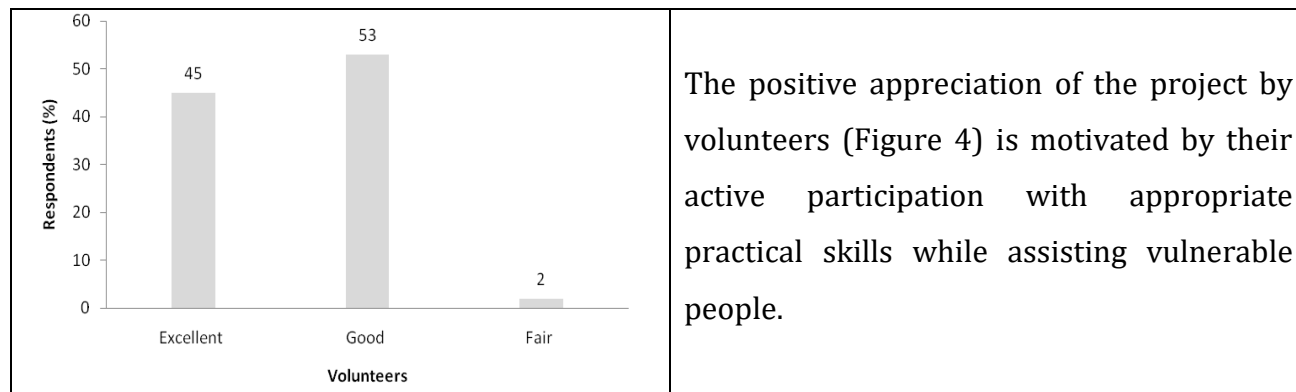 60
50
40
30
20
10
0
Respondents (%)
45
53
2
Excellent Good Fair
Volunteers
The positive appreciation of the project by
volunteers (Figure 4) is motivated by their
active participation with appropriate
practical skills while assisting vulnerable
people.